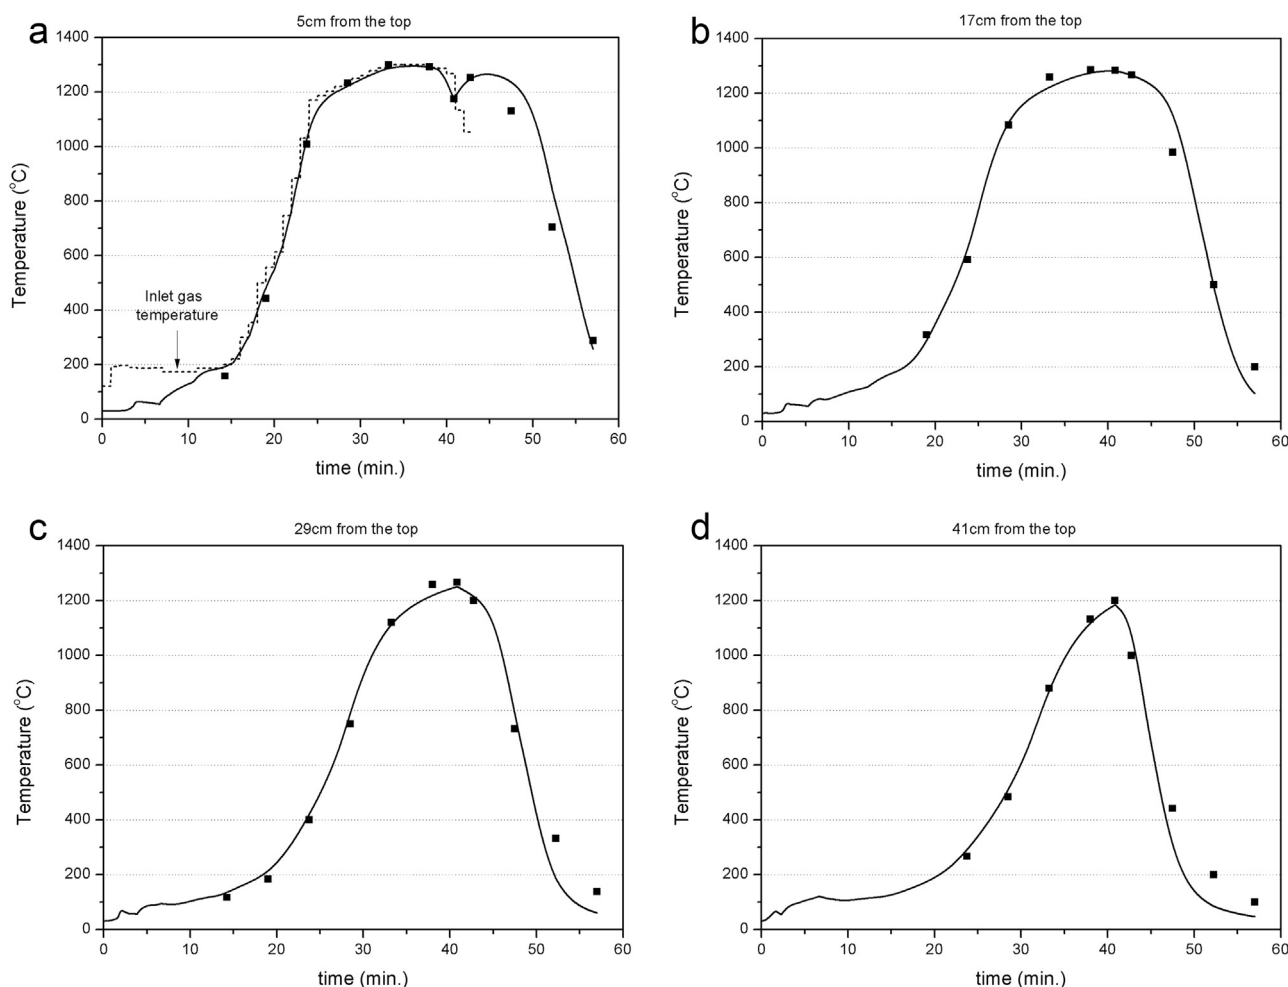 a
5cm from the top
1400
1200
1000
800
600
400
200
0
Temperature (°C)
Inlet gas
temperature
0 10 20 30 40 50 60
time (min.)
b
17cm from the top
1400
1200
1000
800
600
400
200
0
Temperature (°C)
0 10 20 30 40 50 60
time (min.)
c
29cm from the top
1400
1200
1000
800
600
400
200
0
Temperature (°C)
0 10 20 30 40 50 60
time (min.)
d
41cm from the top
1400
1200
1000
800
600
400
200
0
Temperature (°C)
0 10 20 30 40 50 60
time (min.)